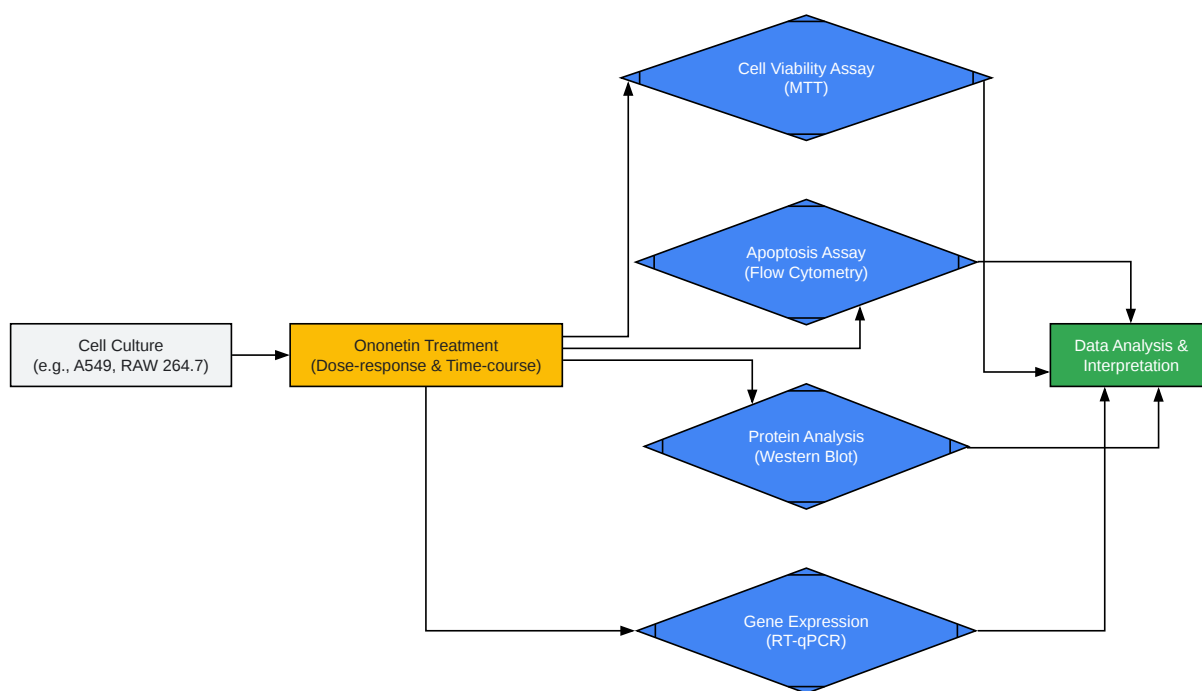 Cell Viability Assay
(MTT)
Apoptosis Assay
(Flow Cytometry)
Cell Culture
(e.g., A549, RAW 264.7)
Ononetin Treatment
(Dose-response & Time-course)
Data Analysis &
Interpretation
Protein Analysis
(Western Blot)
Gene Expression
(RT-qPCR)